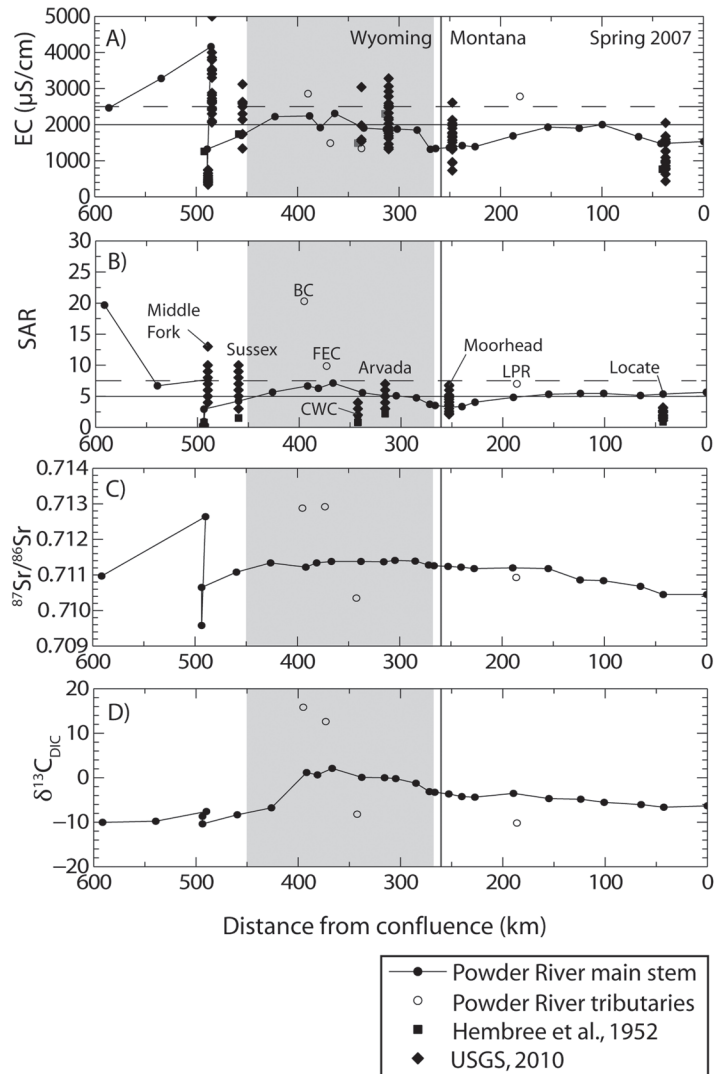 A)
Wyoming
Montana
Spring 2007
EC (μS/cm)
5000
4000
3000
2000
1000
0
600
500
400
300
200
100
0
B)
SAR
30
25
20
15
10
5
0
BC
Middle
Fork
Sussex
FEC
Arvada
CWC
Moorhead
LPR
Locate
600
500
400
300
200
100
0
C)
87Sr/86Sr
0.714
0.713
0.712
0.711
0.710
0.709
600
500
400
300
200
100
0
D)
δ13CDIC
20
10
0
−10
−20
600
500
400
300
200
100
0
Distance from confluence (km)
Powder River main stem
Powder River tributaries
Hembree et al., 1952
USGS, 2010